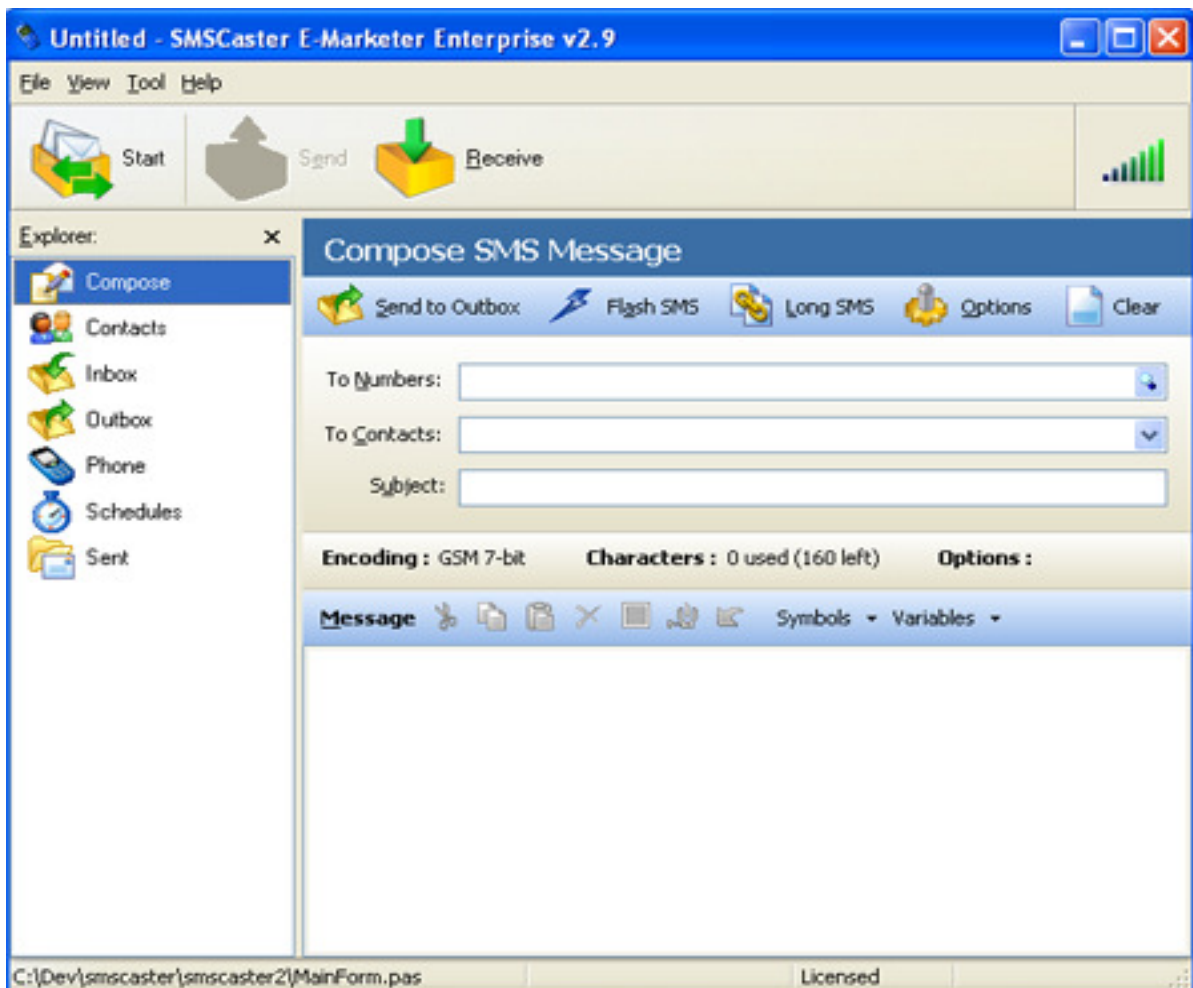 Untitled - SMSCaster E-Marketer Enterprise v2.9
File View Tool Help
Start Send Receive
Explorer:
Compose
Contacts
Inbox
Outbox
Phone
Schedules
Sent
Compose SMS Message
Send to Outbox Flash SMS Long SMS Options Clear
To Numbers:
To Contacts:
Subject:
Encoding : GSM 7-bit Characters : 0 used (160 left) Options :
Message Symbols Variables
C:\Dev\smscaster\smscaster2\MainForm.pas Licensed